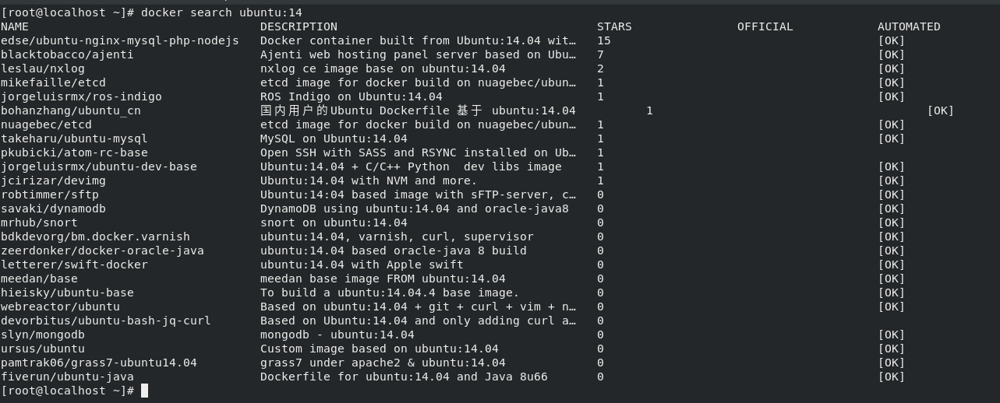 [root@localhost ~]# docker search ubuntu:14
NAME DESCRIPTION STARS OFFICIAL AUTOMATED
edse/ubuntu-nginx-mysql-php-nodejs Docker container built from Ubuntu:14.04 wit… 15 [OK]
blacktobacco/ajenti Ajenti web hosting panel server based on Ubu… 7 [OK]
leslau/nxlog nxlog ce image base on ubuntu:14.04 2 [OK]
mikefaille/etcd etcd image for docker build on nuagebec/ubun… 1 [OK]
jorgeluisrmx/ros-indigo ROS Indigo on Ubuntu:14.04 1 [OK]
bohanzhang/ubuntu_cn 国内用户的Ubuntu Dockerfile 基于 ubuntu:14.04 1 [OK]
nuagebec/etcd etcd image for docker build on nuagebec/ubun… 1 [OK]
takeharu/ubuntu-mysql MySQL on Ubuntu:14.04 1 [OK]
pkubicki/atom-rc-base Open SSH with SASS and RSYNC installed on Ub… 1
jorgeluisrmx/ubuntu-dev-base Ubuntu:14.04 + C/C++ Python  dev libs image 1 [OK]
jcirizar/devimg Ubuntu:14.04 with NVM and more. 1 [OK]
robtimmer/sftp Ubuntu:14:04 based image with sFTP-server, c… 0 [OK]
savaki/dynamodb DynamoDB using ubuntu:14.04 and oracle-java8 0 [OK]
mrhub/snort snort on ubuntu:14.04 0 [OK]
bdkdevorg/bm.docker.varnish ubuntu:14.04, varnish, curl, supervisor 0 [OK]
zeerdonker/docker-oracle-java ubuntu:14.04 based oracle-java 8 build 0 [OK]
letterer/swift-docker ubuntu:14.04 with Apple swift 0 [OK]
meedan/base meedan base image FROM ubuntu:14.04 0 [OK]
hieisky/ubuntu-base To build a ubuntu:14.04.4 base image. 0 [OK]
webreactor/ubuntu Based on ubuntu:14.04 + git + curl + vim + n… 0 [OK]
devorbitus/ubuntu-bash-jq-curl Based on Ubuntu:14.04 and only adding curl a… 0
slyn/mongodb mongodb - ubuntu:14.04 0 [OK]
ursus/ubuntu Custom image based on ubuntu:14.04 0 [OK]
pamtrak06/grass7-ubuntu14.04 grass7 under apache2 & ubuntu:14.04 0 [OK]
fiverun/ubuntu-java Dockerfile for ubuntu:14.04 and Java 8u66 0 [OK]
[root@localhost ~]#